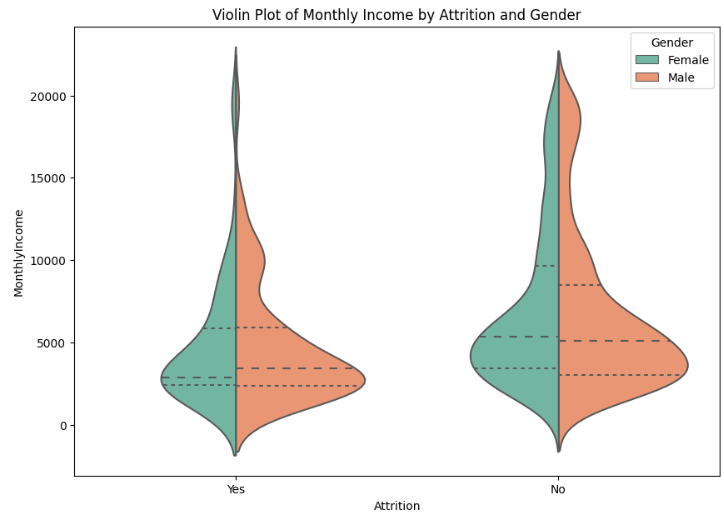 Violin Plot of Monthly Income by Attrition and Gender
Gender
Female
Male
20000
15000
10000
5000
0
MonthlyIncome
Yes
No
Attrition